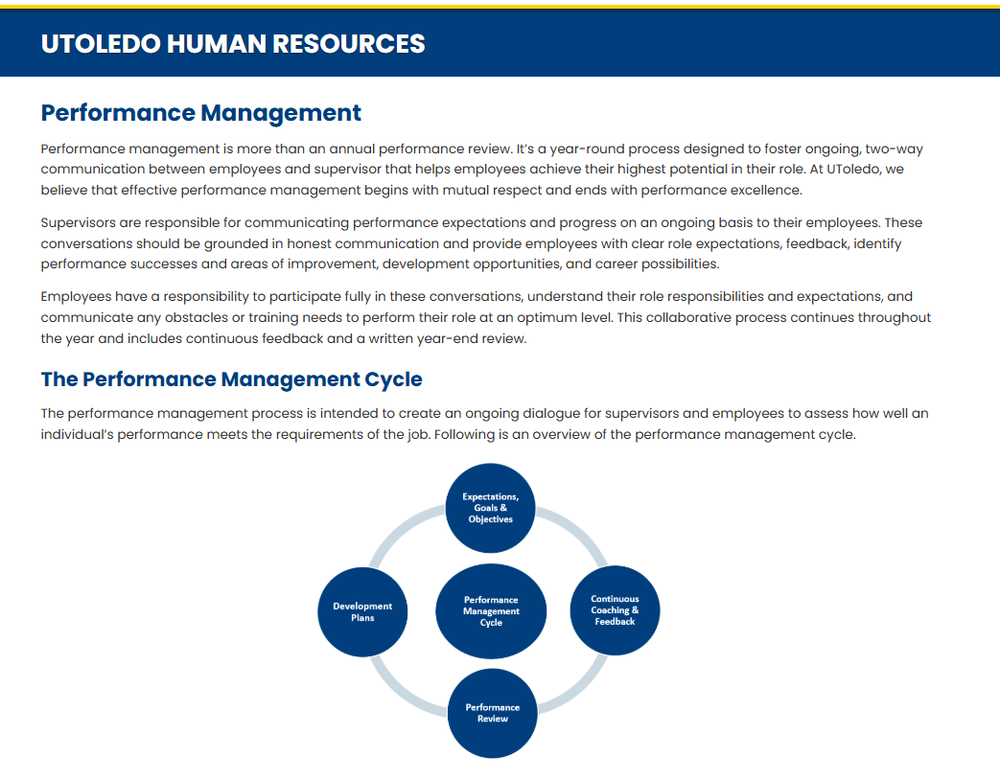 UTOLEDO HUMAN RESOURCES
Performance Management
Performance management is more than an annual performance review. It’s a year-round process designed to foster ongoing, two-way
communication between employees and supervisor that helps employees achieve their highest potential in their role. At UToledo, we
believe that effective performance management begins with mutual respect and ends with performance excellence.
Supervisors are responsible for communicating performance expectations and progress on an ongoing basis to their employees. These
conversations should be grounded in honest communication and provide employees with clear role expectations, feedback, identify
performance successes and areas of improvement, development opportunities, and career possibilities.
Employees have a responsibility to participate fully in these conversations, understand their role responsibilities and expectations, and
communicate any obstacles or training needs to perform their role at an optimum level. This collaborative process continues throughout
the year and includes continuous feedback and a written year-end review.
The Performance Management Cycle
The performance management process is intended to create an ongoing dialogue for supervisors and employees to assess how well an
individual’s performance meets the requirements of the job. Following is an overview of the performance management cycle.
Expectations,
Goals &
Objectives
Development
Plans
Performance
Management
Cycle
Continuous
Coaching &
Feedback
Performance
Review